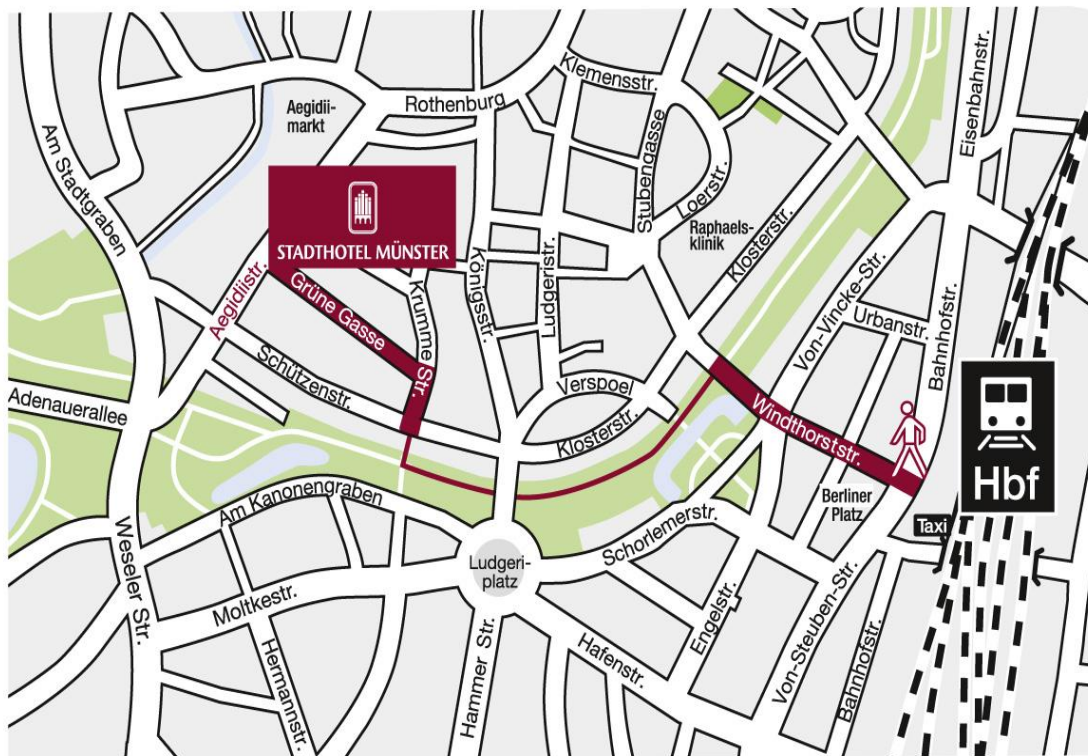 Klemensstr.
Rothenburg
Aegidii-
markt
Eisenbahnstr.
Am Stadtgraben
Stubengasse
Loerstr.
Raphaels-
klinik
Klosterstr.
STADTHOTEL MÜNSTER
Aegidiistr.
Grüne Gasse
Krumme Str.
Königsstr.
Ludgeristr.
Von-Vincke-Str.
Urbanstr.
Bahnhofstr.
Schützenstr.
Adenauerallee
Verspoel
Klosterstr.
Windthorststr.
Hbf
Berliner
Platz
Taxi
Am Kanonengraben
Weseler Str.
Ludgeri-
platz
Schorlemerstr.
Moltkestr.
Hermannstr.
Hammer Str.
Hafenstr.
Engelstr.
Von-Steuben-Str.
Bahnhofstr.